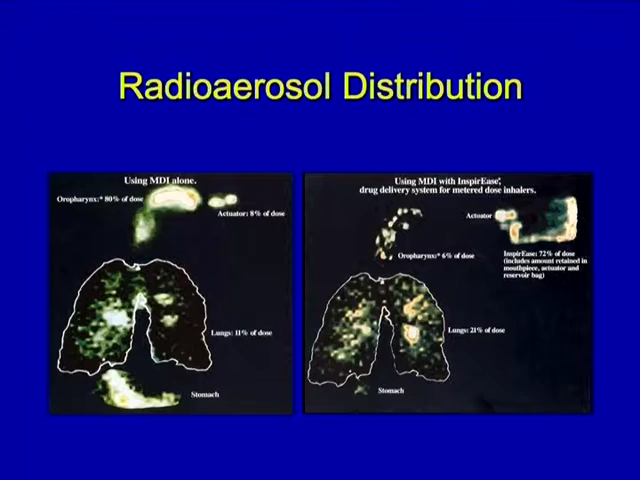 Radioaerosol Distribution
Using MDI alone.
Oropharynx:* 80% of dose
Actuator: 8% of dose
Lungs: 11% of dose
Stomach
Using MDI with InspirEase*,
drug delivery system for metered dose inhalers.
Actuator
InspirEase: 72% of dose
(includes amount retained in
mouthpiece, actuator and
reservoir bag)
Oropharynx:* 6% of dose
Lungs: 21% of dose
Stomach